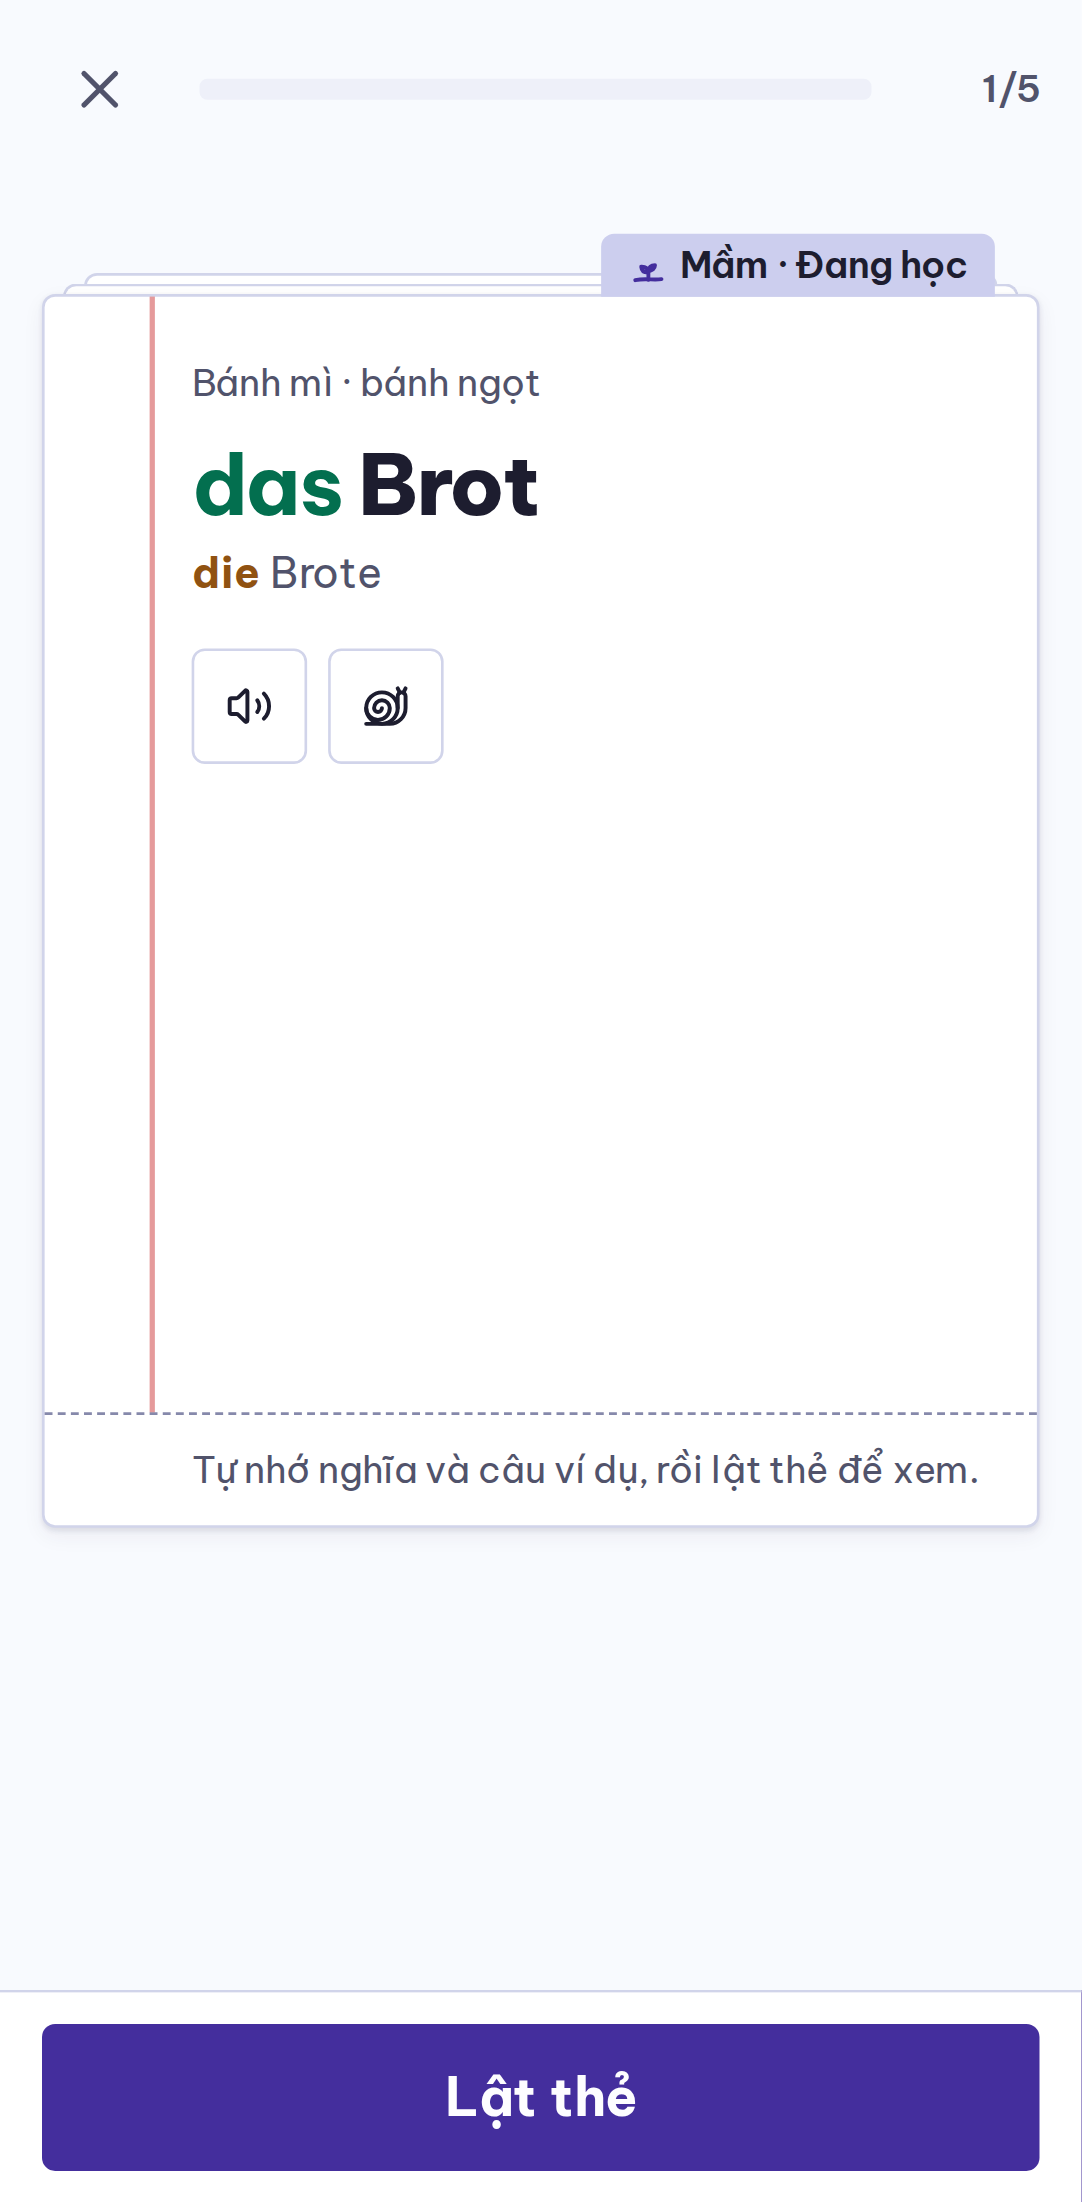 1/5
Mầm · Đang học
Bánh mì · bánh ngọt
das Brot
die Brote
Tự nhớ nghĩa và câu ví dụ, rồi lật thẻ để xem.
Lật thẻ